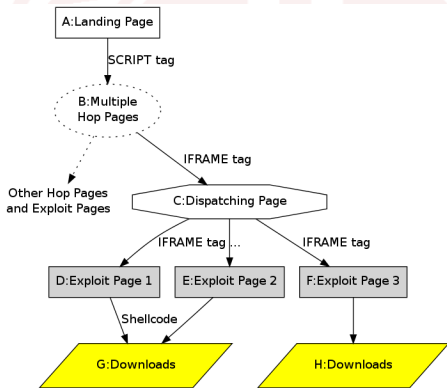 A:Landing Page
SCRIPT tag
B:Multiple
Hop Pages
IFRAME tag
Other Hop Pages
and Exploit Pages
C:Dispatching Page
IFRAME tag ... IFRAME tag
D:Exploit Page 1 E:Exploit Page 2 F:Exploit Page 3
Shellcode
G:Downloads H:Downloads